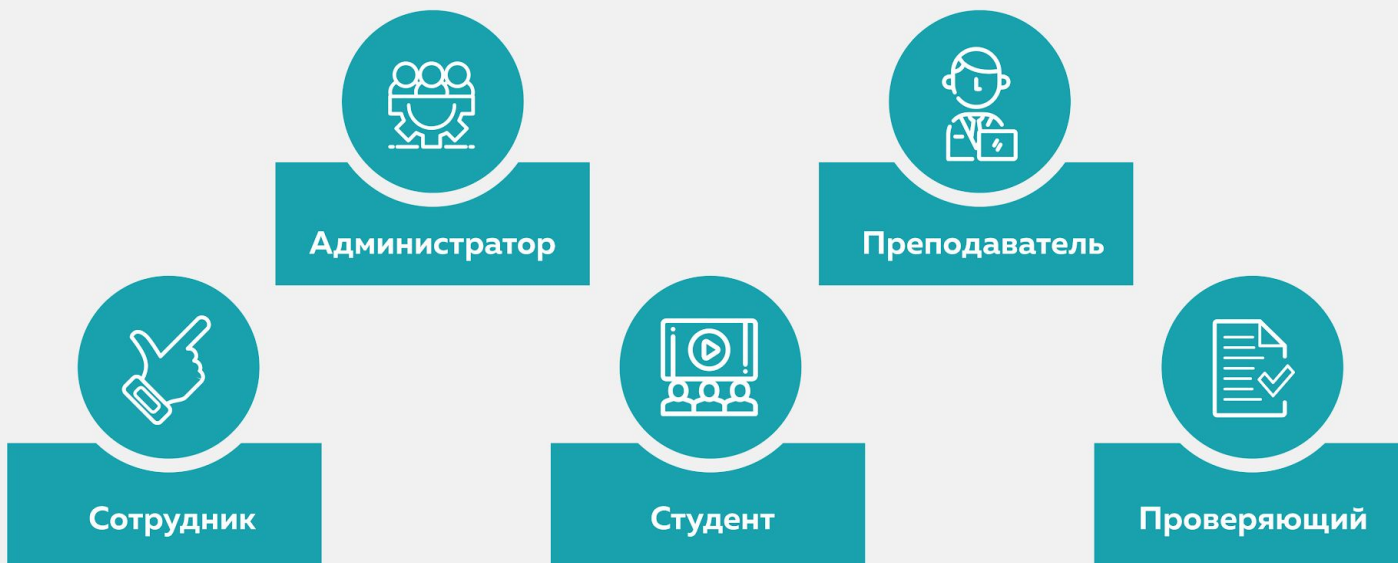 Администратор
Преподаватель
Сотрудник
Студент
Проверяющий